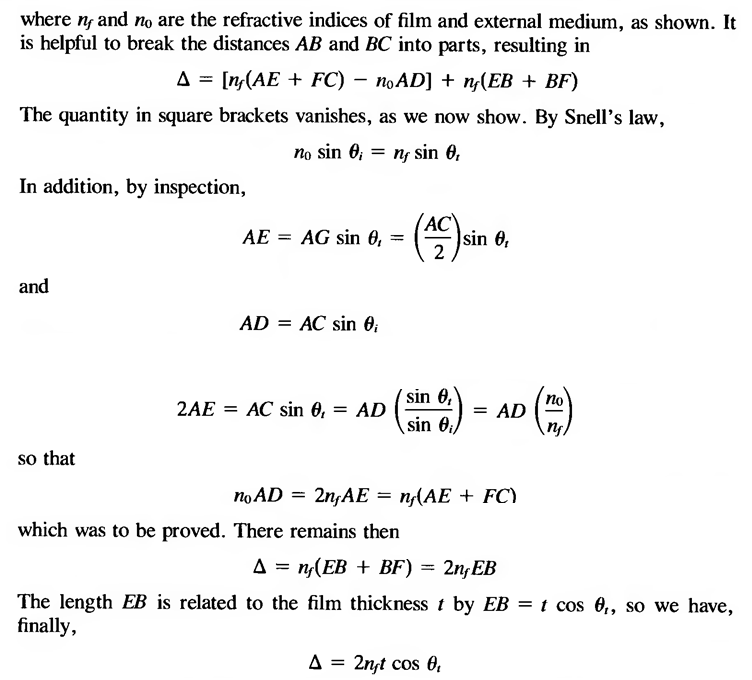 where n_f and n_0 are the refractive indices of film and external medium, as shown. It
is helpful to break the distances AB and BC into parts, resulting in
Δ = [n_f(AE + FC) − n_0AD] + n_f(EB + BF)
The quantity in square brackets vanishes, as we now show. By Snell's law,
n_0 sin θ_i = n_f sin θ_t
In addition, by inspection,
AE = AG sin θ_t = (AC/2) sin θ_t
and
AD = AC sin θ_i
2AE = AC sin θ_t = AD (sin θ_t/sin θ_i) = AD (n_0/n_f)
so that
n_0AD = 2n_fAE = n_f(AE + FC)
which was to be proved. There remains then
Δ = n_f(EB + BF) = 2n_fEB
The length EB is related to the film thickness t by EB = t cos θ_t, so we have,
finally,
Δ = 2n_ft cos θ_t